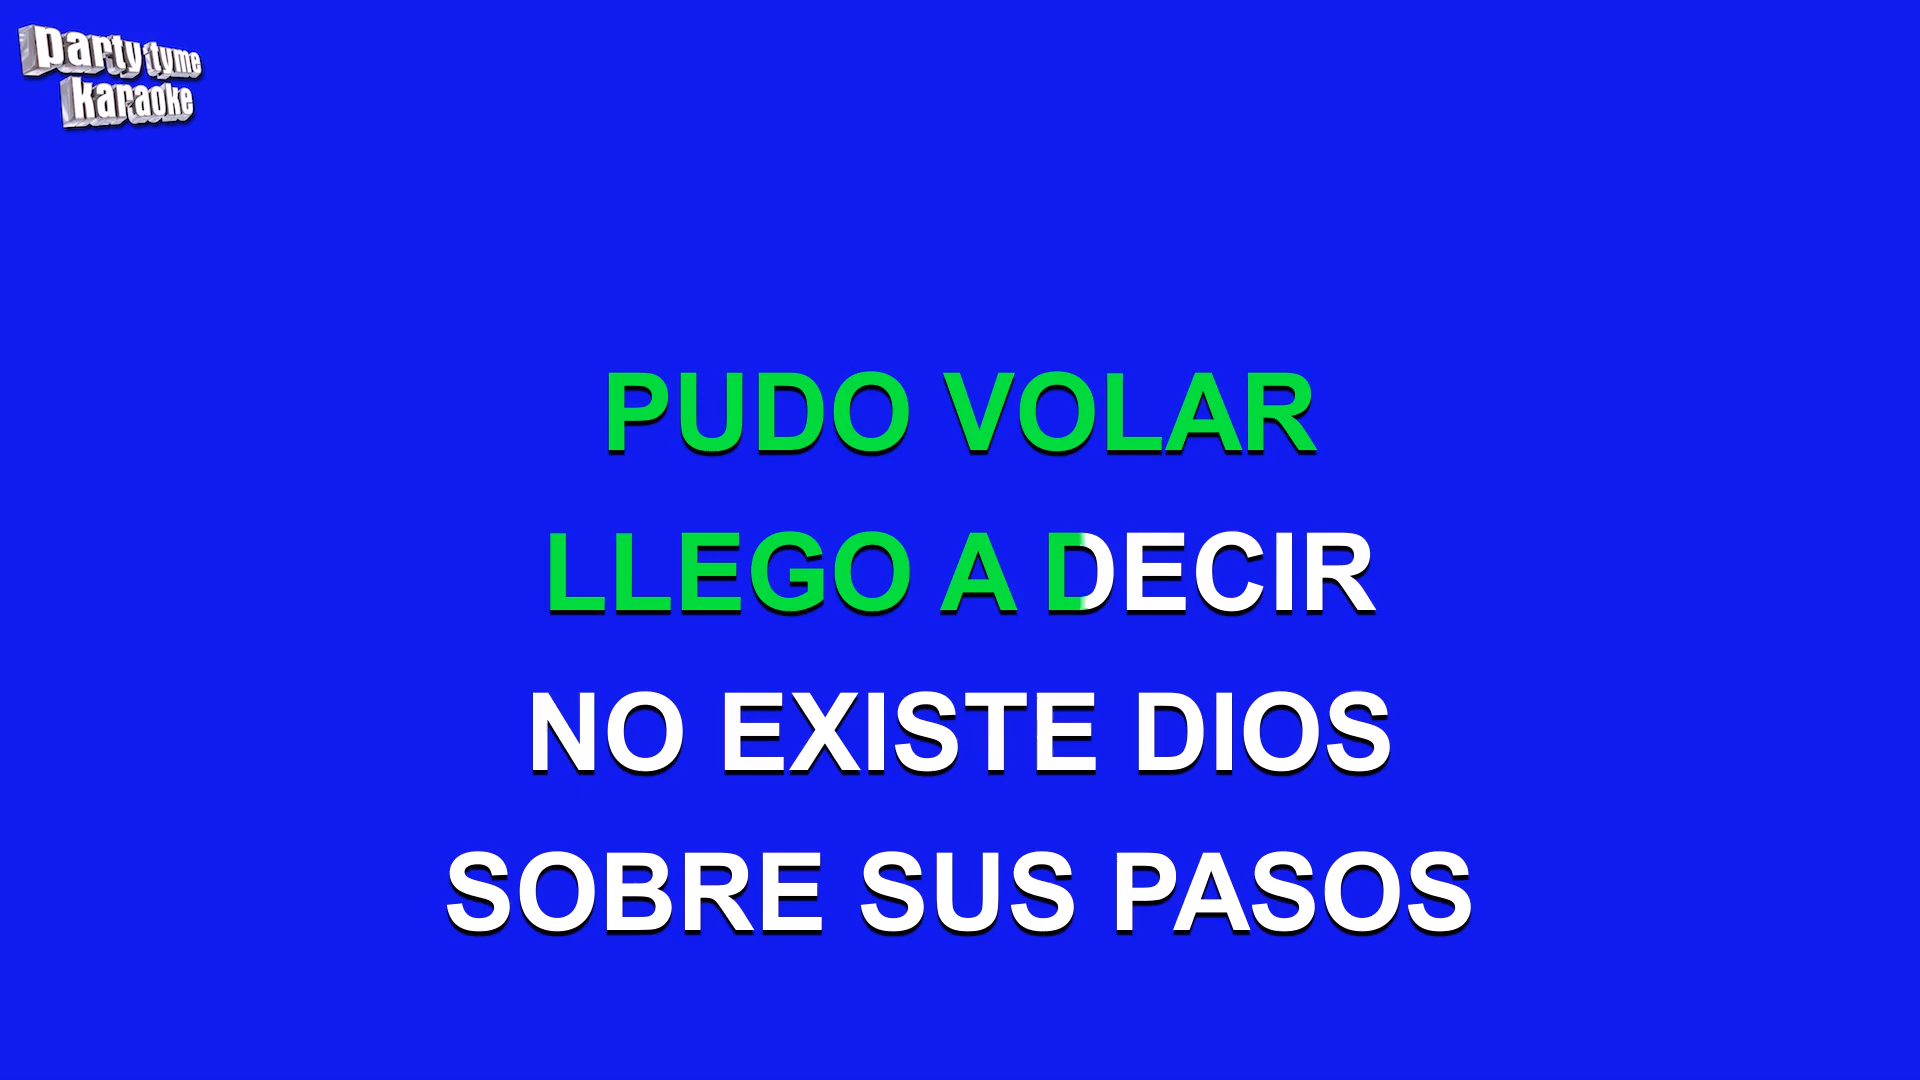 party tyme
karaoke
PUDO VOLAR
LLEGO A DECIR
NO EXISTE DIOS
SOBRE SUS PASOS